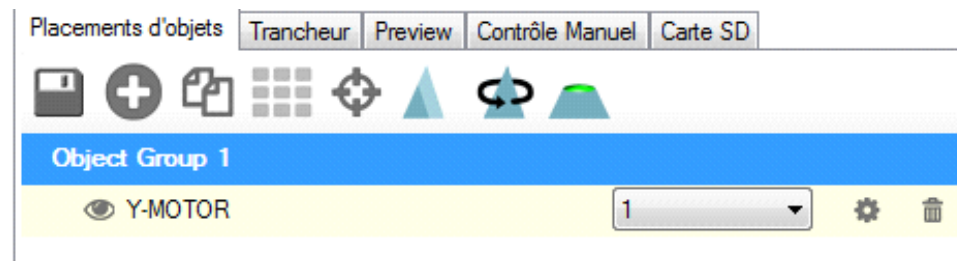 Placements d'objets Trancheur Preview Contrôle Manuel Carte SD
Object Group 1
Y-MOTOR 1